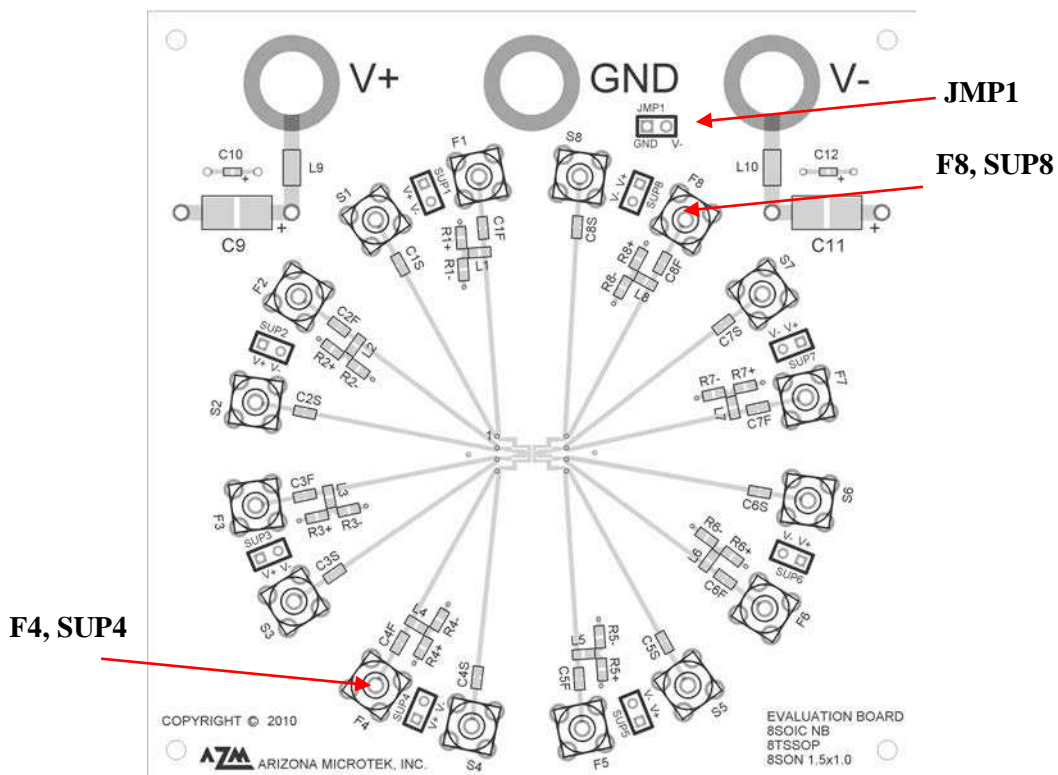 V+
GND
V-
JMP1
JMP1
GND V-
F8, SUP8
C10
L9
C9
L10
C12
C11
F1
SUP1
V+ V-
S1
R1+
R1-
L1
C1F
C1S
S8
SUP8
V- V+
F8
C8S
R8+
R8-
L8
C8F
F2
C2F
L2
R2+
R2-
SUP2
V+ V-
S2
C2S
S7
C7S
V- V+
SUP7
R7-
R7+
L7
C7F
F7
1
C3F
L3
R3+
R3-
F3
SUP3
V+ V-
C3S
S3
C6S
S6
R6-
R6+
L6
C6F
V- V+
SUP6
F6
F4, SUP4
L4
R4-
R4+
C4F
C4S
SUP4
V+ V-
F4
S4
L5
R5-
R5+
C5F
C5S
V- V+
SUP5
S5
F5
COPYRIGHT © 2010
AZM ARIZONA MICROTEK, INC.
EVALUATION BOARD
8SOIC NB
8TSSOP
8SON 1.5x1.0